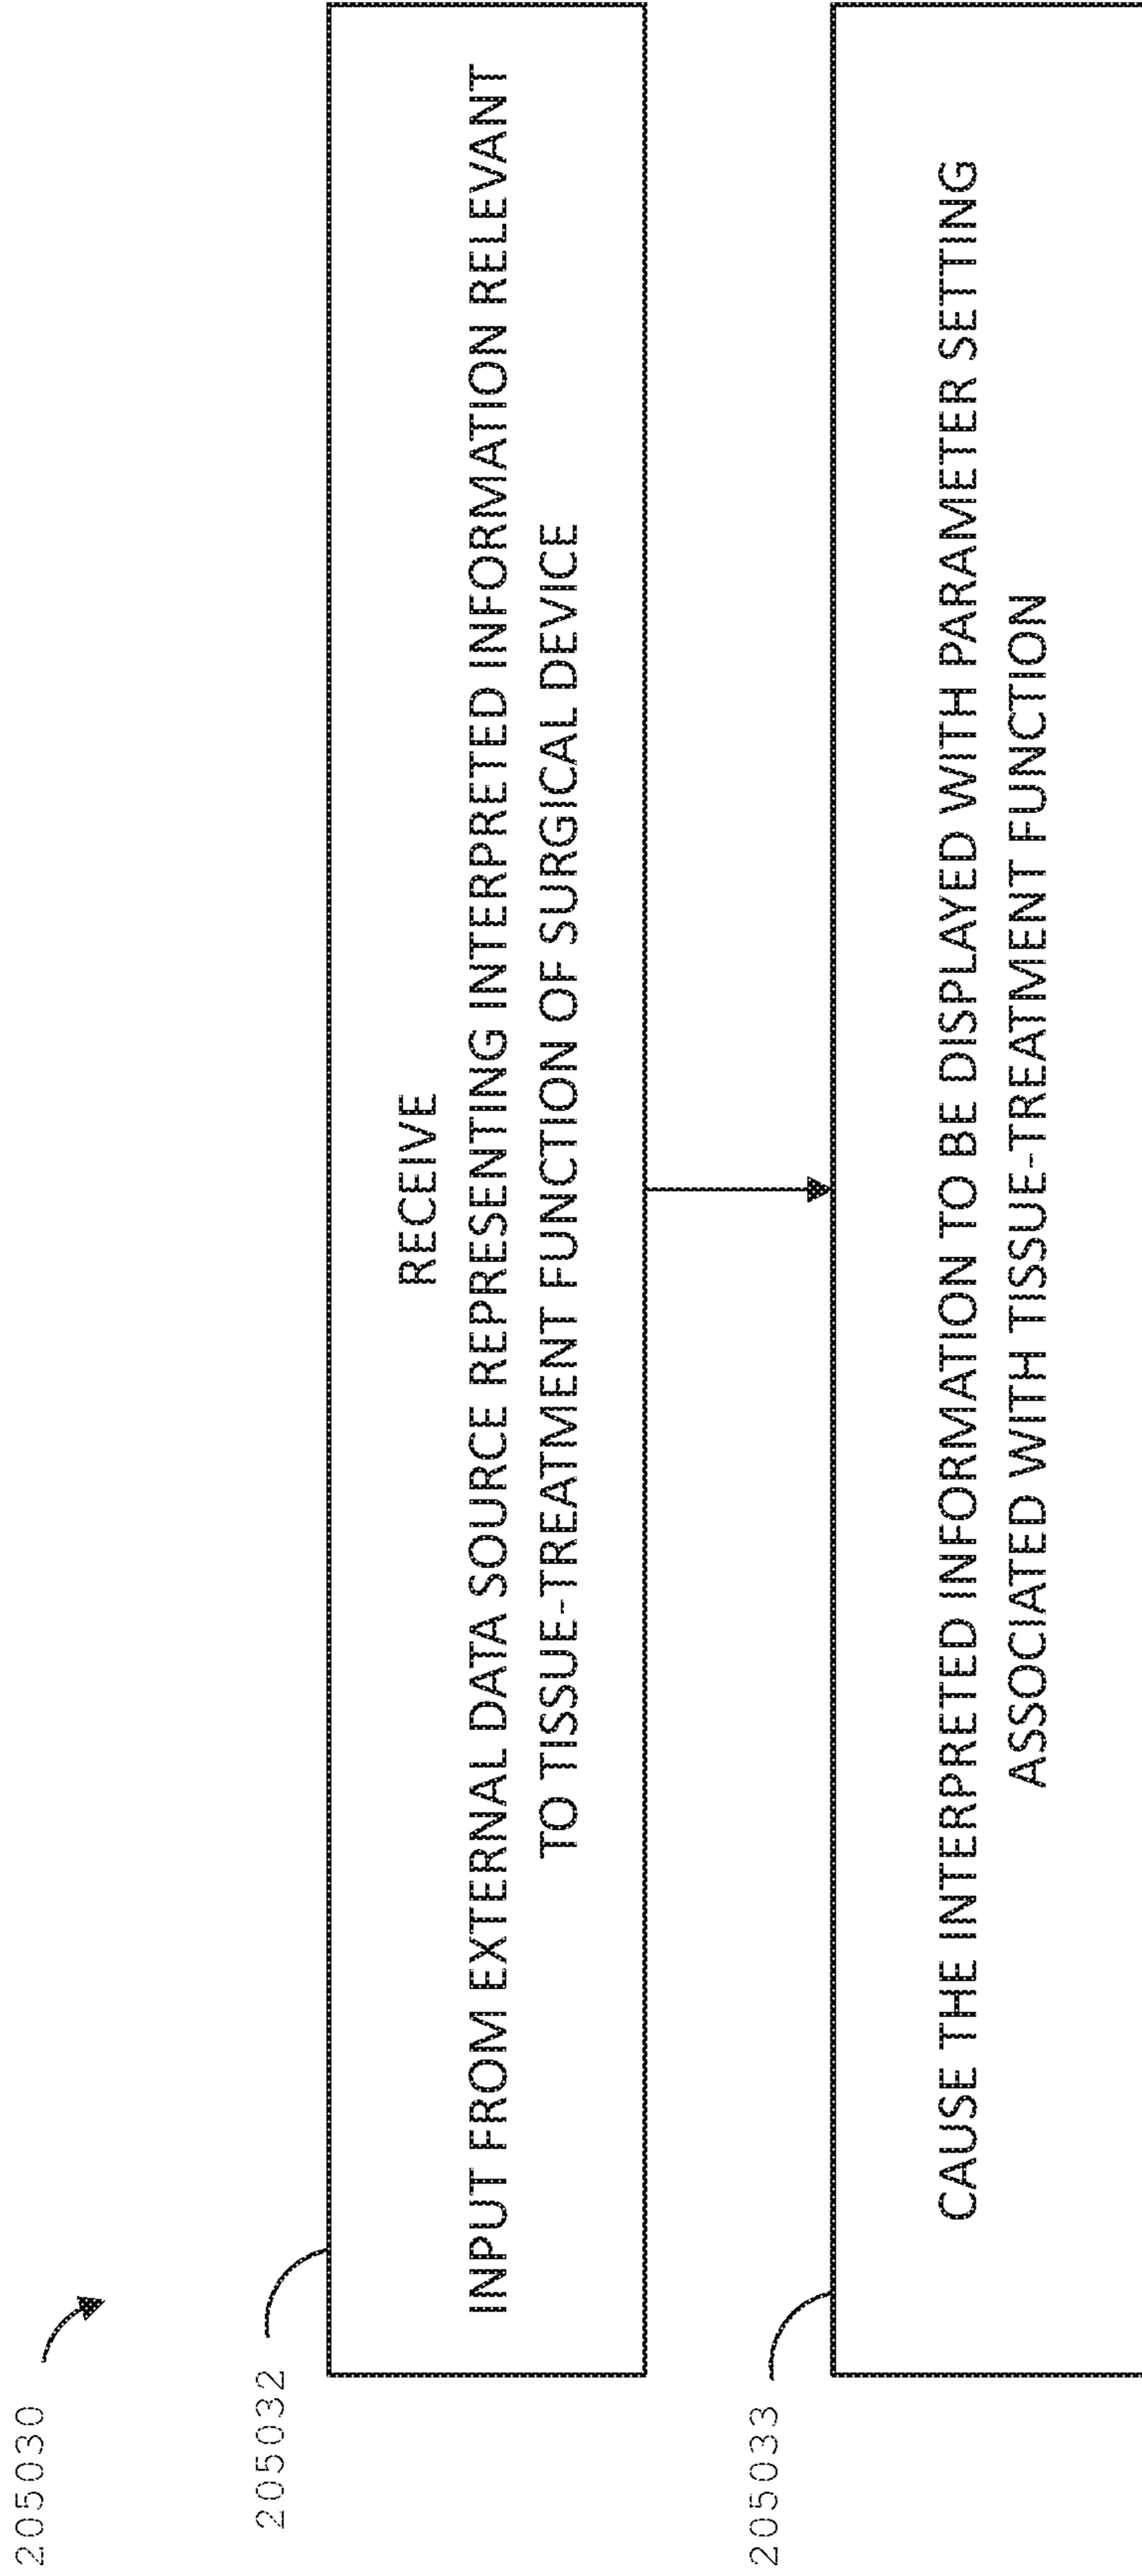 205030
205032
RECEIVE
INPUT FROM EXTERNAL DATA SOURCE REPRESENTING INTERPRETED INFORMATION RELEVANT
TO TISSUE-TREATMENT FUNCTION OF SURGICAL DEVICE
205033
CAUSE THE INTERPRETED INFORMATION TO BE DISPLAYED WITH PARAMETER SETTING
ASSOCIATED WITH TISSUE-TREATMENT FUNCTION